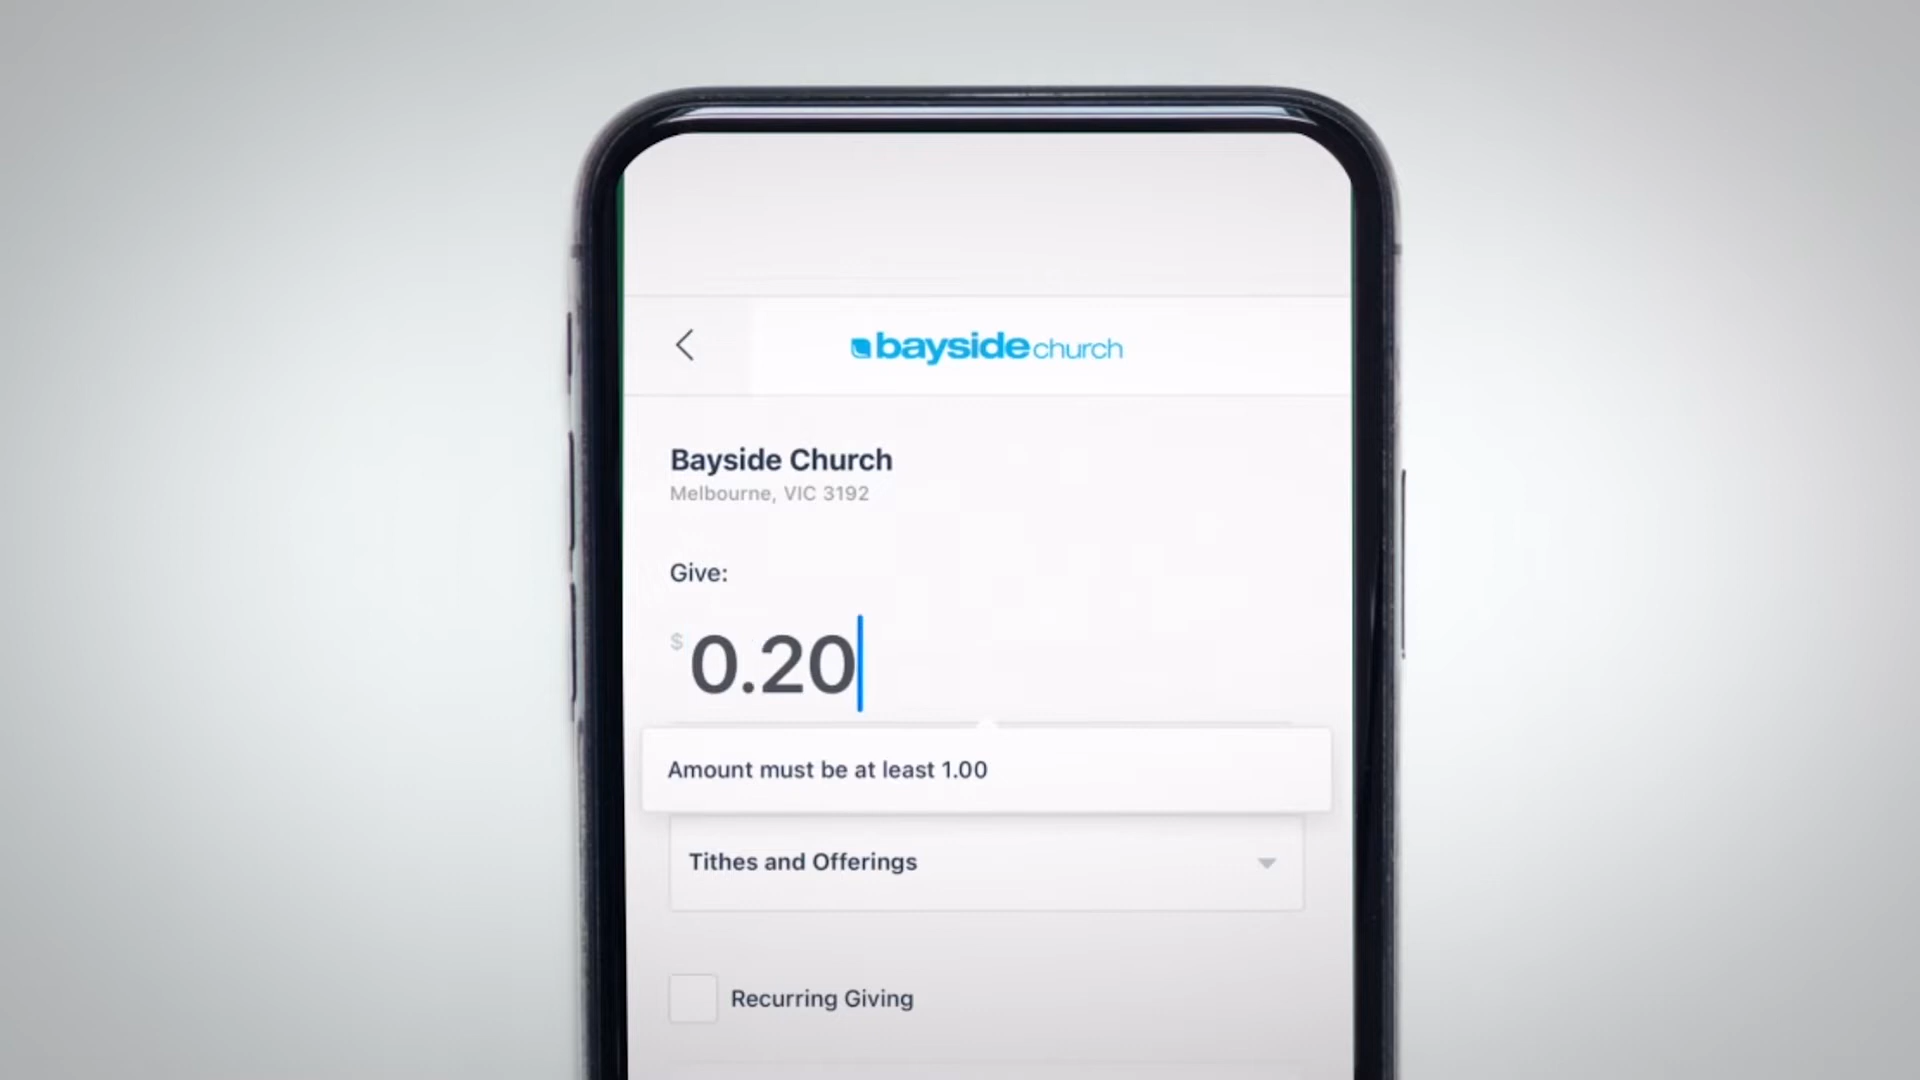 bayside church
Bayside Church
Melbourne, VIC 3192
Give:
$ 0.20
Amount must be at least 1.00
Tithes and Offerings
Recurring Giving